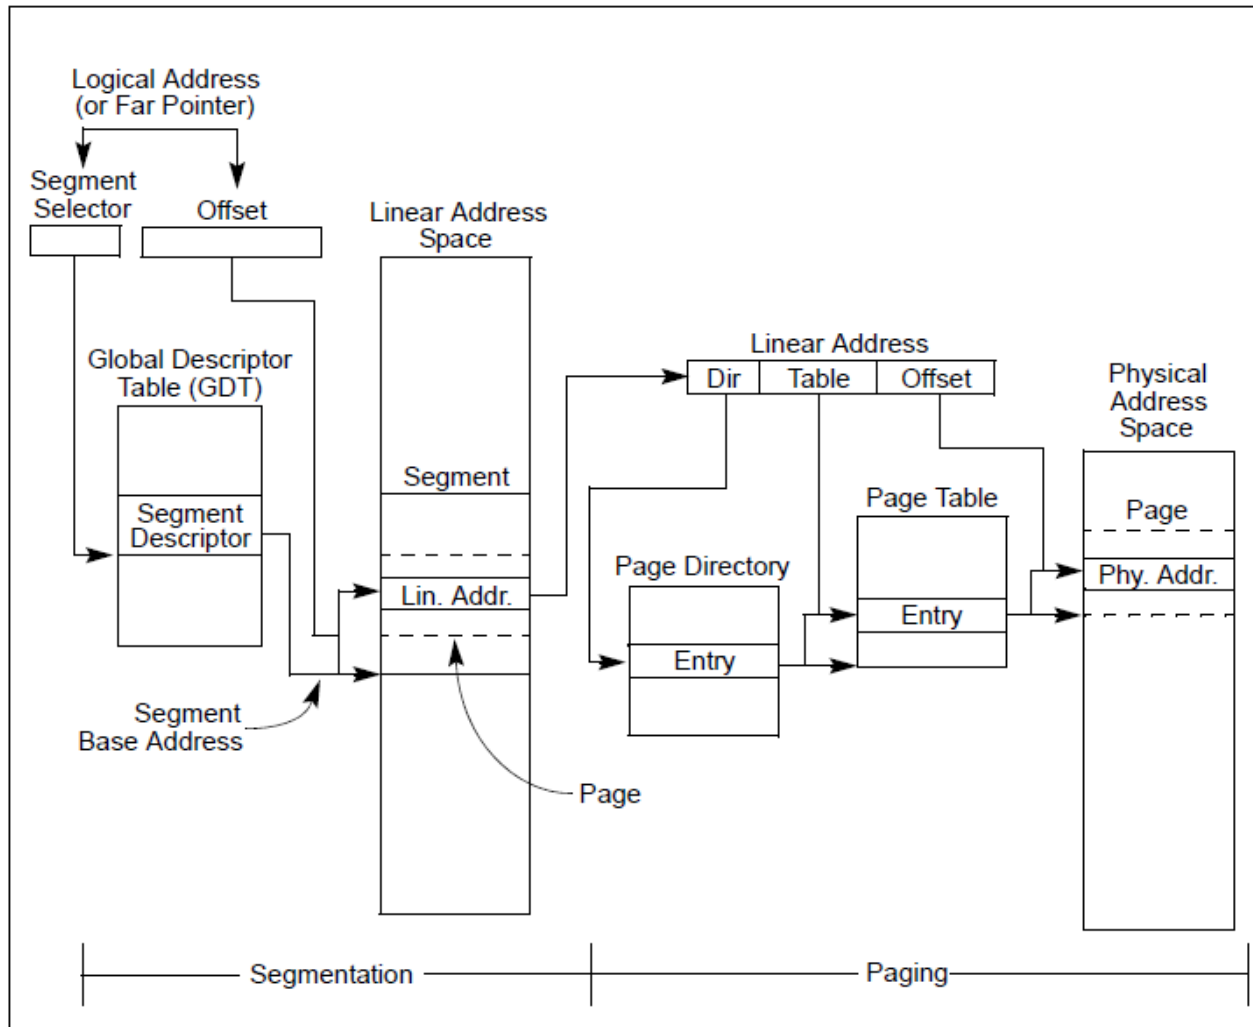 Logical Address
(or Far Pointer)
Segment
Selector
Offset
Linear Address
Space
Global Descriptor
Table (GDT)
Segment
Descriptor
Segment
Lin. Addr.
Segment
Base Address
Page
Linear Address
Dir Table Offset
Physical
Address
Space
Page Table
Page
Page Directory
Phy. Addr.
Entry
Entry
Segmentation
Paging